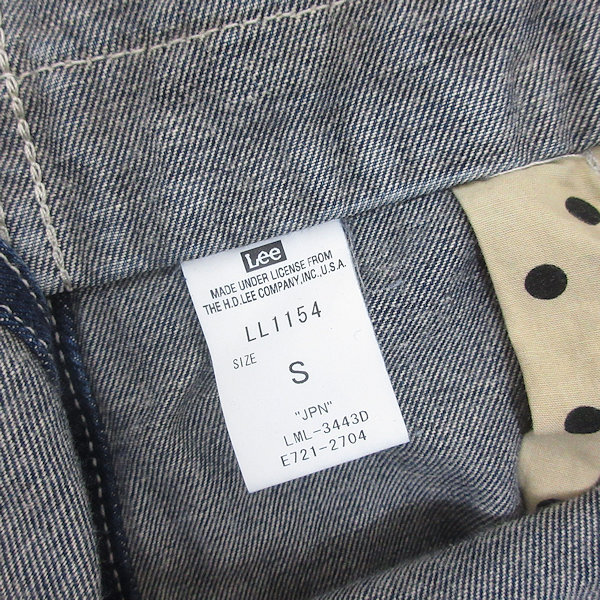 Lee
MADE UNDER LICENSE FROM
THE H.D.LEE COMPANY,INC.,U.S.A.
LL1154
SIZE
S
"JPN"
LML-3443D
E721-2704